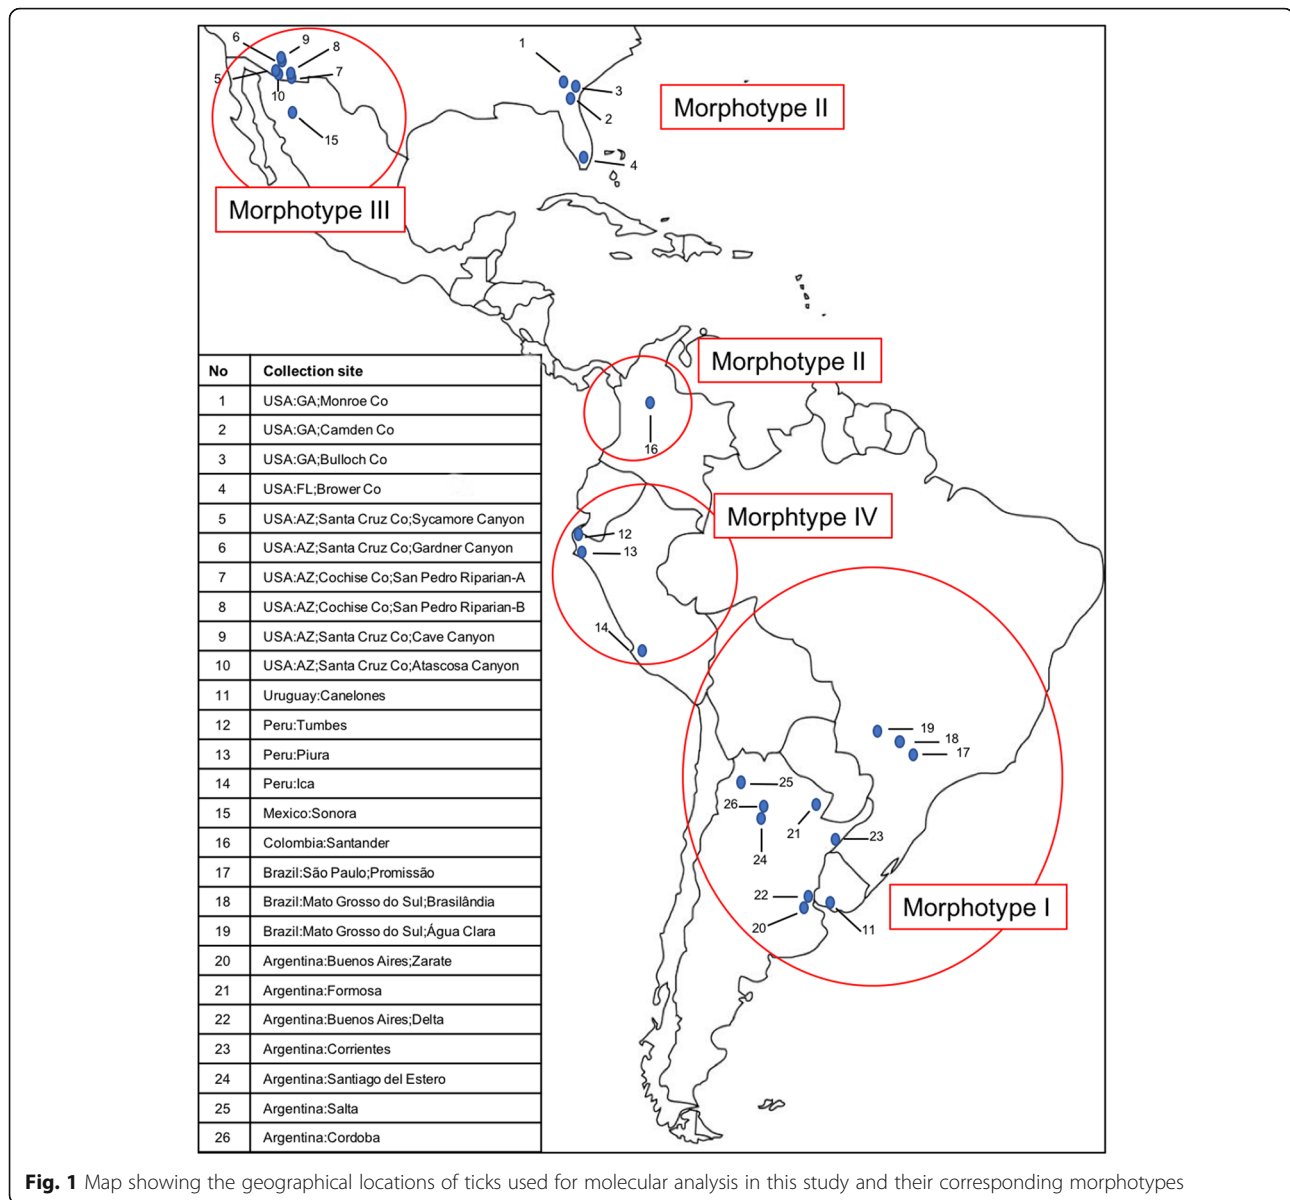 6
9
8
5
7
10
15
Morphotype III
1
3
2
4
Morphotype II
Morphotype II
16
Morphtype IV
12
13
14
19
18
17
25
26
21
24
23
22
20
11
Morphotype I
No Collection site
1 USA:GA;Monroe Co
2 USA:GA;Camden Co
3 USA:GA;Bulloch Co
4 USA:FL;Brower Co
5 USA:AZ;Santa Cruz Co;Sycamore Canyon
6 USA:AZ;Santa Cruz Co;Gardner Canyon
7 USA:AZ;Cochise Co;San Pedro Riparian-A
8 USA:AZ;Cochise Co;San Pedro Riparian-B
9 USA:AZ;Santa Cruz Co;Cave Canyon
10 USA:AZ;Santa Cruz Co;Atascosa Canyon
11 Uruguay:Canelones
12 Peru:Tumbes
13 Peru:Piura
14 Peru:Ica
15 Mexico:Sonora
16 Colombia:Santander
17 Brazil:São Paulo;Promissão
18 Brazil:Mato Grosso do Sul;Brasilândia
19 Brazil:Mato Grosso do Sul;Água Clara
20 Argentina:Buenos Aires;Zarate
21 Argentina:Formosa
22 Argentina:Buenos Aires;Delta
23 Argentina:Corrientes
24 Argentina:Santiago del Estero
25 Argentina:Salta
26 Argentina:Cordoba
Fig. 1 Map showing the geographical locations of ticks used for molecular analysis in this study and their corresponding morphotypes